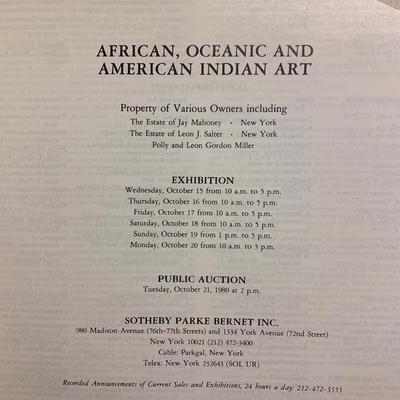 AFRICAN, OCEANIC AND
AMERICAN INDIAN ART
Property of Various Owners including
The Estate of Jay Mahoney • New York
The Estate of Leon J. Salter • New York
Polly and Leon Gordon Miller
EXHIBITION
Wednesday, October 15 from 10 a.m. to 5 p.m.
Thursday, October 16 from 10 a.m. to 5 p.m.
Friday, October 17 from 10 a.m. to 5 p.m.
Saturday, October 18 from 10 a.m. to 5 p.m.
Sunday, October 19 from 1 p.m. to 5 p.m.
Monday, October 20 from 10 a.m. to 3 p.m.
PUBLIC AUCTION
Tuesday, October 21, 1980 at 2 p.m.
SOTHEBY PARKE BERNET INC.
980 Madison Avenue (76th-77th Streets) and 1334 York Avenue (72nd Street)
New York 10021 (212) 472-3400
Cable: Parkgal, New York
Telex: New York 232643 (SOL UR)
Recorded Announcements of Current Sales and Exhibitions, 24 hours a day: 212-472-3555